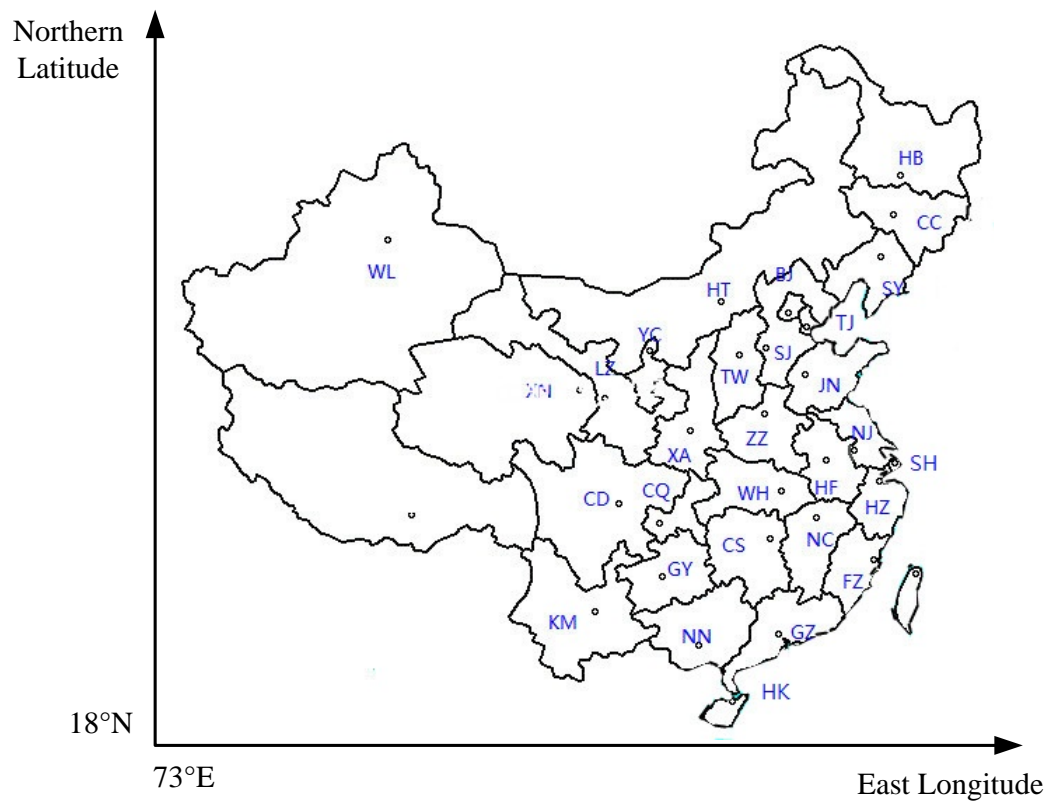 Northern
Latitude
HB
CC
WL
BJ
HT
SY
TJ
YC
SJ
LZ
TW
JN
XN
NJ
ZZ
XA
SH
HF
CQ
WH
CD
HZ
NC
CS
GY
FZ
KM
NN
GZ
HK
18°N
73°E
East Longitude